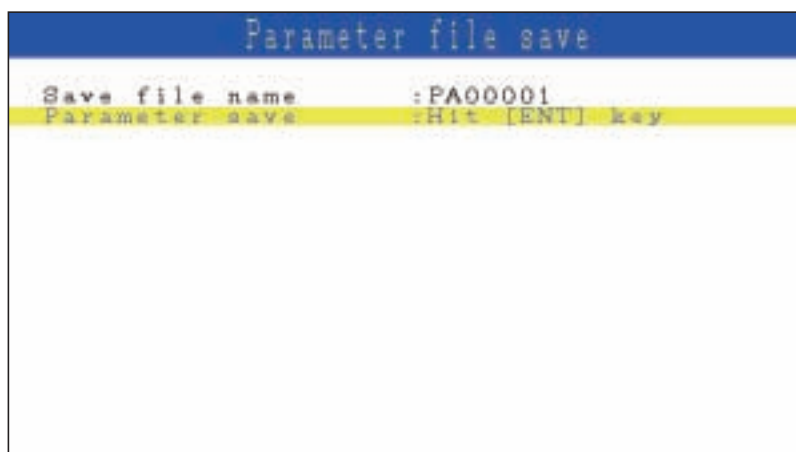 Parameter file save
Save file name :PA00001
Parameter save :Hit [ENT] key